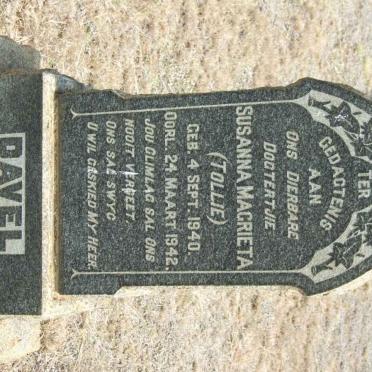 TER
GEDAGTENIS
AAN
ONS DIERBARE
DOGTERTJIE
SUSANNA MAGRIETA
(TOLLIE)
GEB. 4 SEPT. 1940.
OORL. 24 MAART 1942.
JOU GLIMLAG SAL ONS
NOOIT VERGEET.
ONS SAL SWYG
U WIL GESKIED MY HEER.
DAVEL